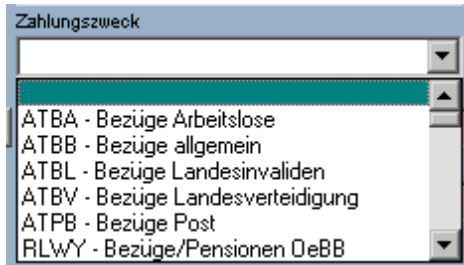 Zahlungszweck
ATBA - Bezüge Arbeitslose
ATBB - Bezüge allgemein
ATBL - Bezüge Landesinvaliden
ATBV - Bezüge Landesverteidigung
ATPB - Bezüge Post
RLWY - Bezüge/Pensionen OeBB